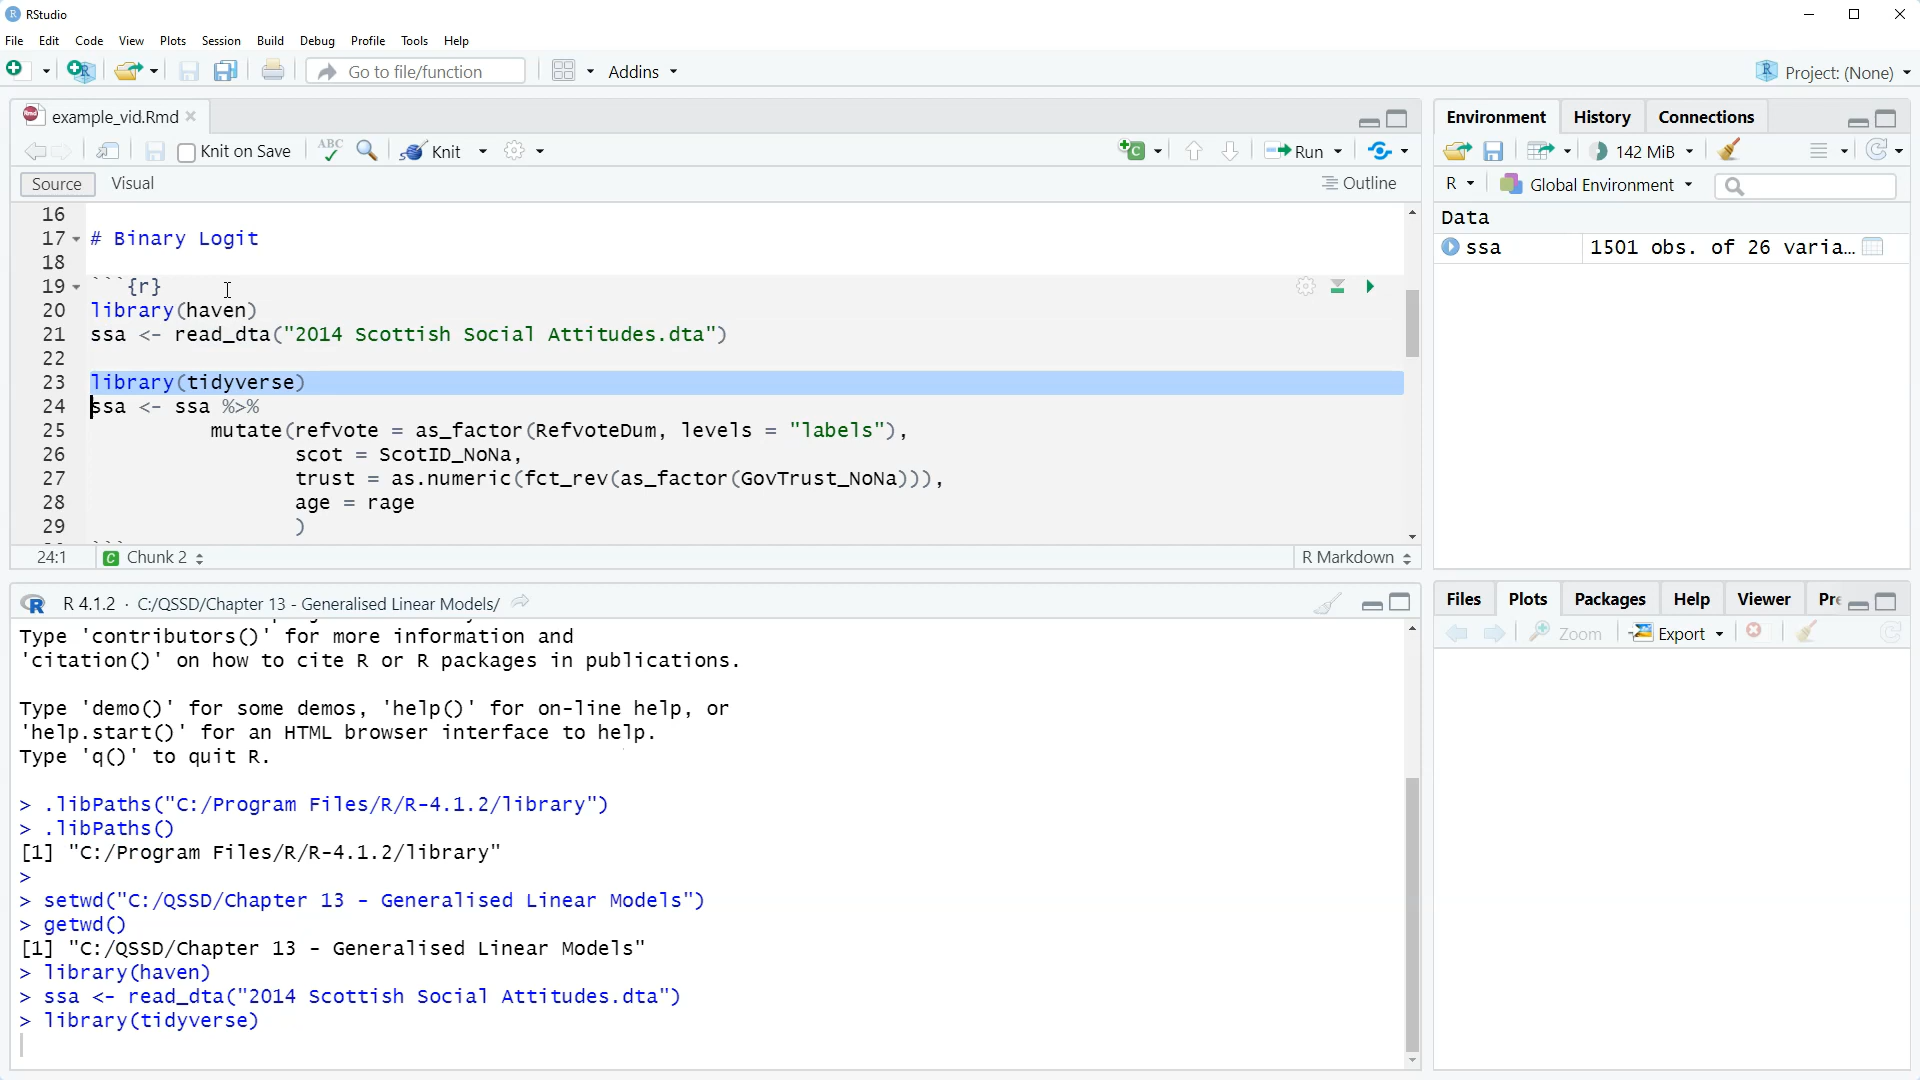 RStudio
File Edit Code View Plots Session Build Debug Profile Tools Help
Go to file/function Addins Project: (None)
example_vid.Rmd
Knit on Save ABC Knit Run
Source Visual Outline
16
17 # Binary Logit
18
19 ```{r}
20 library(haven)
21 ssa <- read_dta("2014 Scottish Social Attitudes.dta")
22
23 library(tidyverse)
24 ssa <- ssa %>%
25 mutate(refvote = as_factor(RefvoteDum, levels = "labels"),
26 scot = ScotID_NoNa,
27 trust = as.numeric(fct_rev(as_factor(GovTrust_NoNa))),
28 age = rage
29 )
24:1 C Chunk 2 R Markdown
R 4.1.2 · C:/QSSD/Chapter 13 - Generalised Linear Models/
Type 'contributors()' for more information and
'citation()' on how to cite R or R packages in publications.
Type 'demo()' for some demos, 'help()' for on-line help, or
'help.start()' for an HTML browser interface to help.
Type 'q()' to quit R.
> .libPaths("C:/Program Files/R/R-4.1.2/library")
> .libPaths()
[1] "C:/Program Files/R/R-4.1.2/library"
>
> setwd("C:/QSSD/Chapter 13 - Generalised Linear Models")
> getwd()
[1] "C:/QSSD/Chapter 13 - Generalised Linear Models"
> library(haven)
> ssa <- read_dta("2014 Scottish Social Attitudes.dta")
> library(tidyverse)
Environment History Connections
142 MiB
R Global Environment
Data
ssa 1501 obs. of 26 varia…
Files Plots Packages Help Viewer Pre
Zoom Export